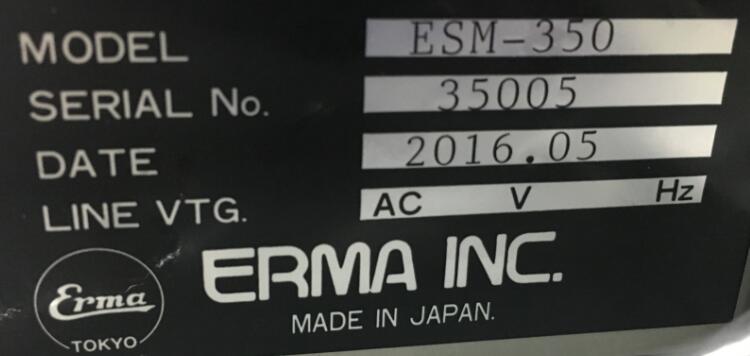 MODEL ESM-350
SERIAL No. 35005
DATE 2016.05
LINE VTG. AC V Hz
ERMA INC.
Erma
TOKYO
MADE IN JAPAN.